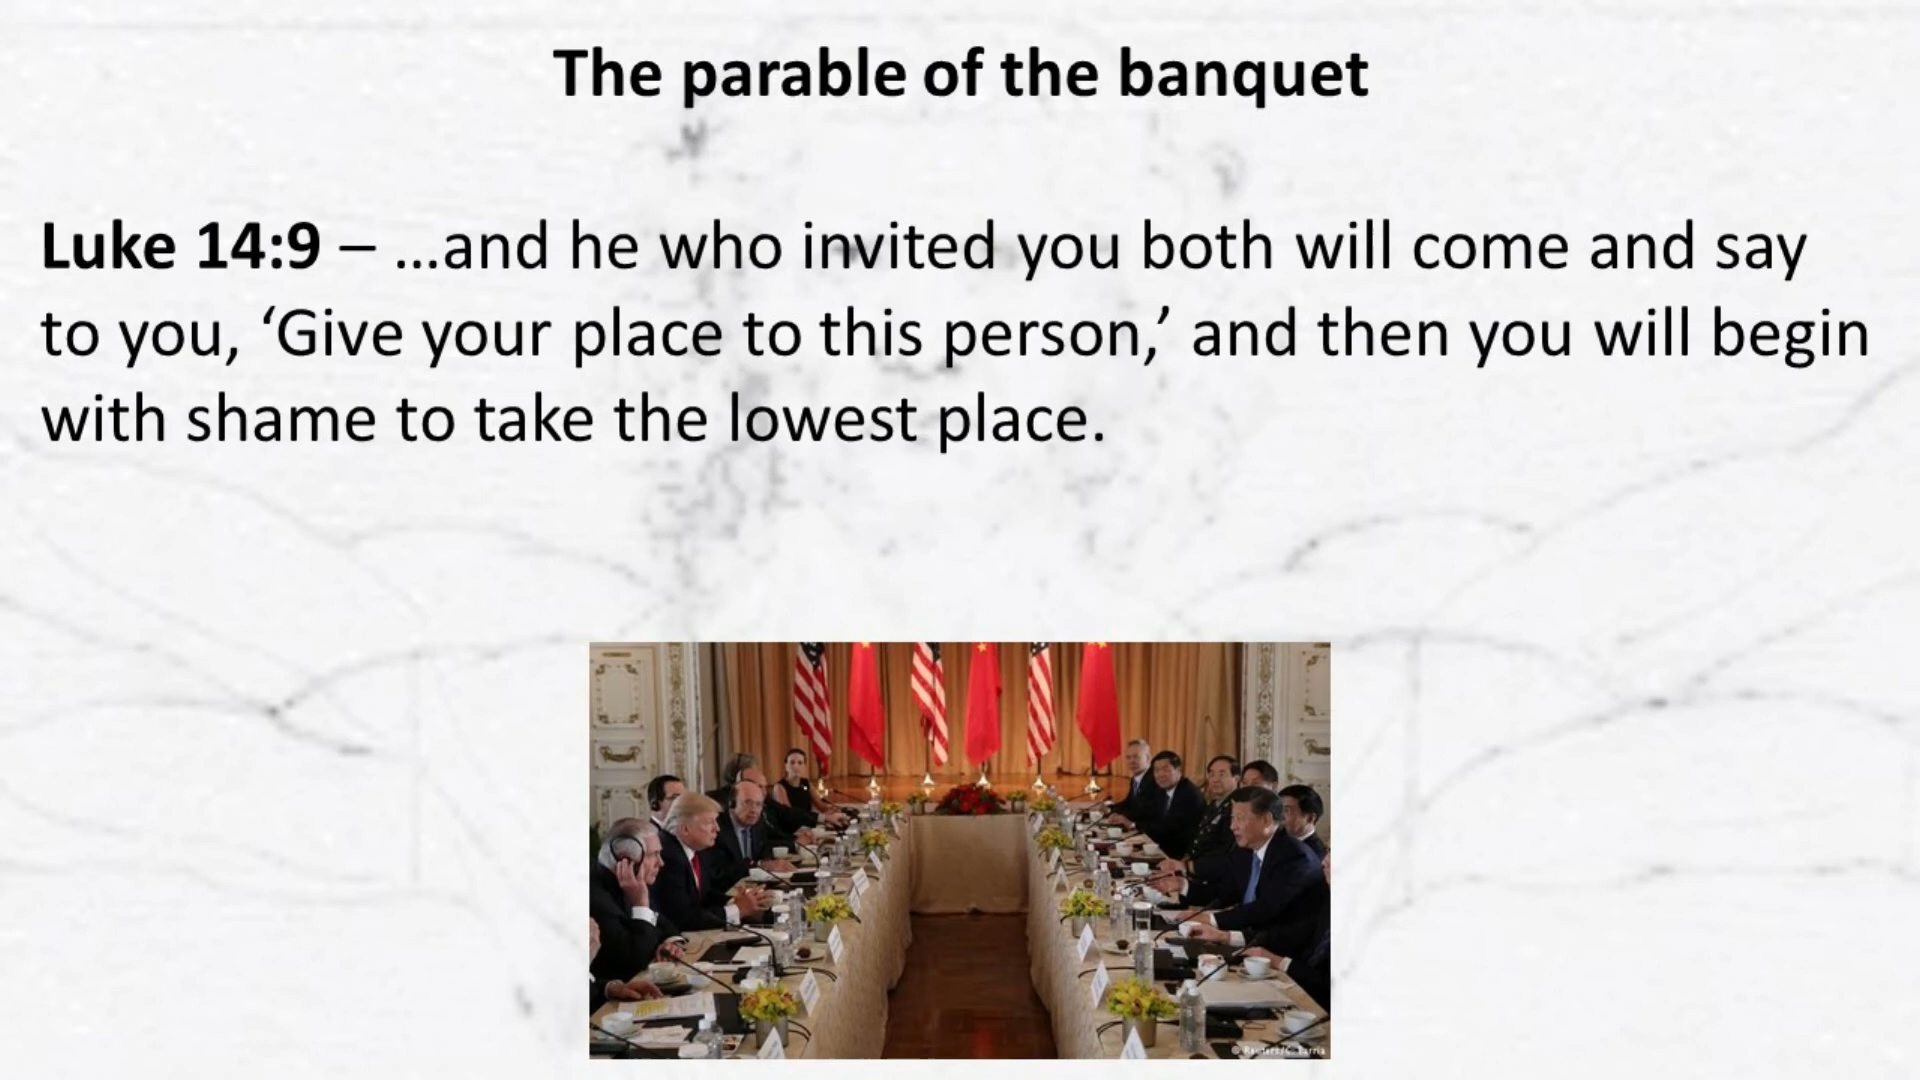 The parable of the banquet
Luke 14:9 – ...and he who invited you both will come and say
to you, ‘Give your place to this person,’ and then you will begin
with shame to take the lowest place.
© Reuters/C. Barria